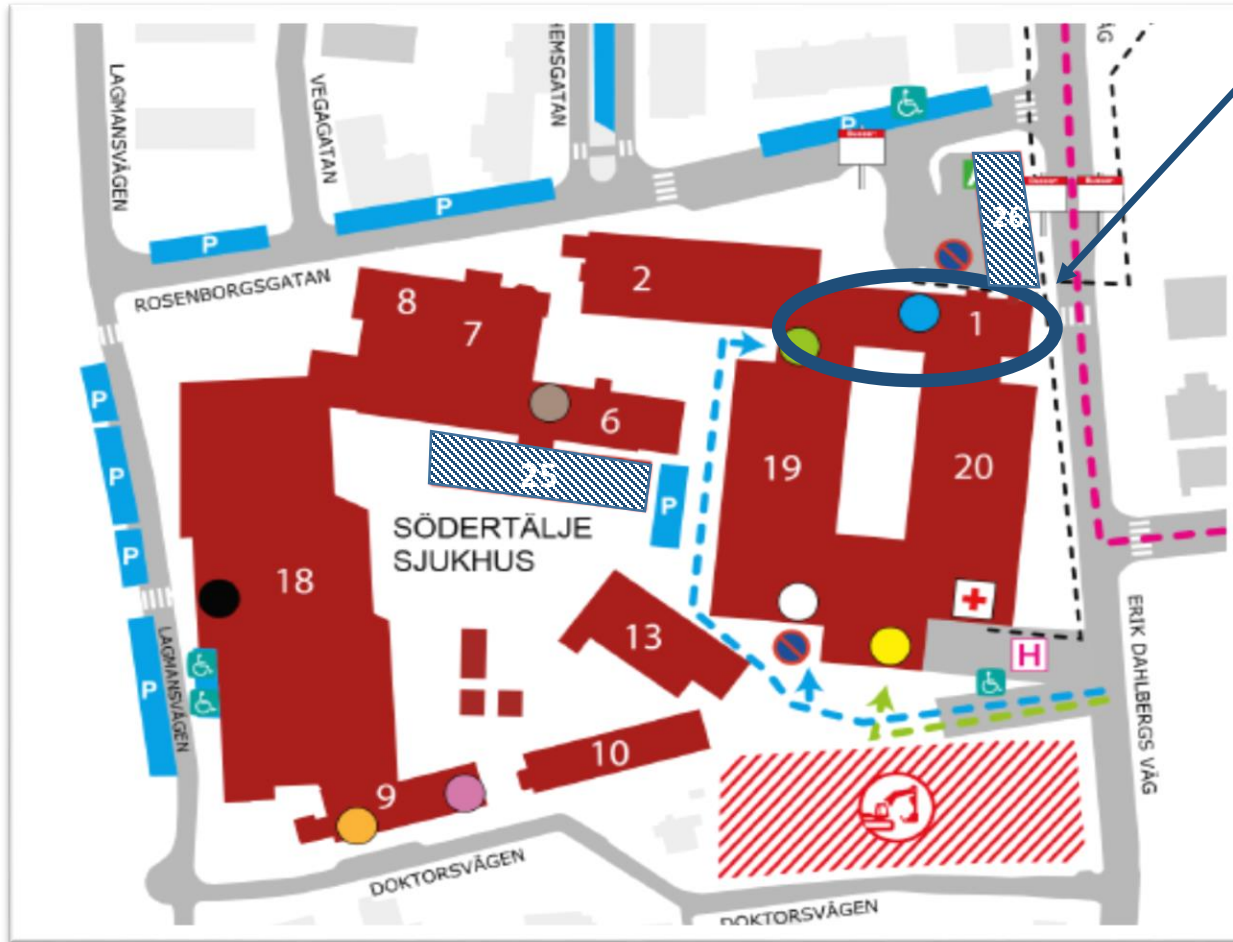 LAGMANSVÄGEN
VEGAGATAN
HEMSGATAN
ÄG
P
P
P
ROSENBORGSGATAN
26
2
8
7
1
6
P
P
P
P
P
19
20
25
SÖDERTÄLJE
SJUKHUS
18
13
H
LAGMANSVÄGEN
ERIK DAHLBERGS VÄG
10
9
DOKTORSVÄGEN
DOKTORSVÄGEN